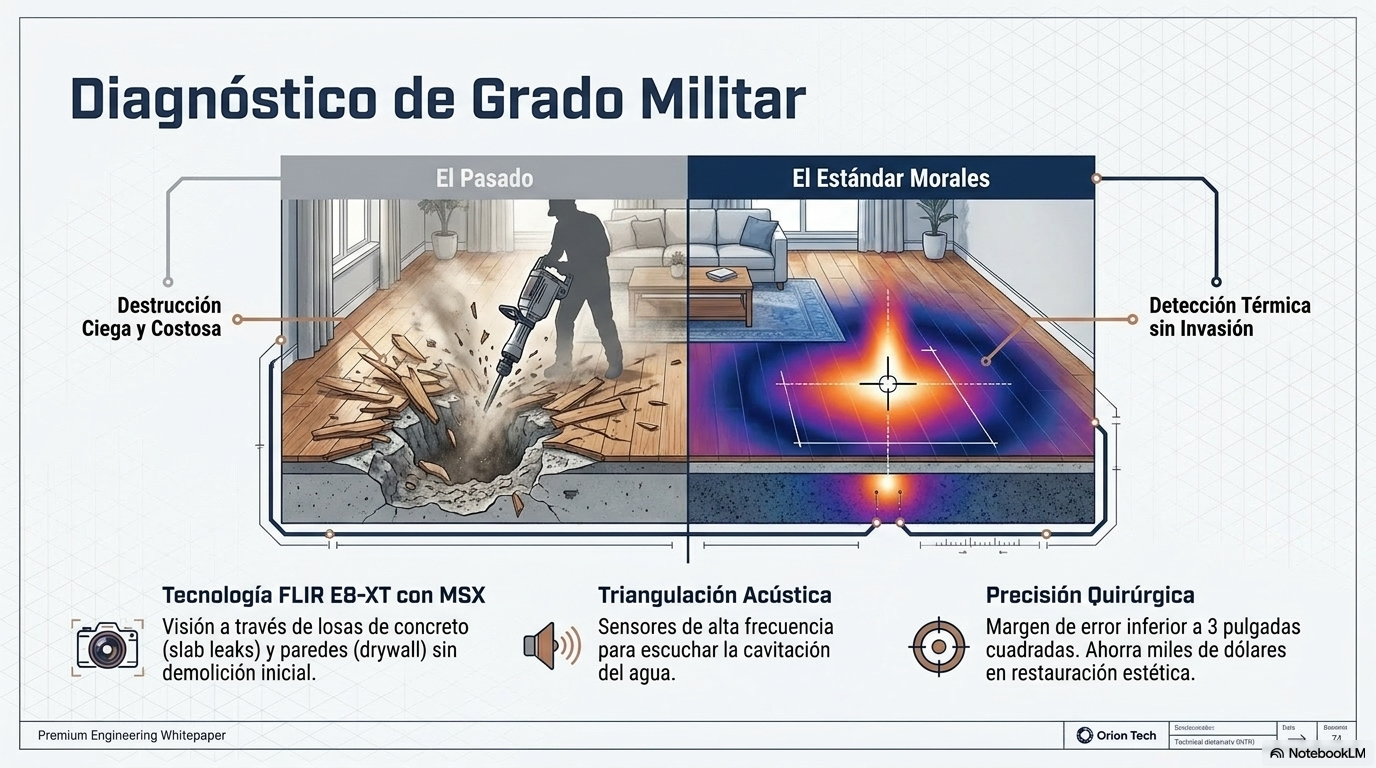 Diagnóstico de Grado Militar
El Pasado
El Estándar Morales
Destrucción
Ciega y Costosa
Detección Térmica
sin Invasión
Tecnología FLIR E8-XT con MSX
Visión a través de losas de concreto
(slab leaks) y paredes (drywall) sin
demolición inicial.
Triangulación Acústica
Sensores de alta frecuencia
para escuchar la cavitación
del agua.
Precisión Quirúrgica
Margen de error inferior a 3 pulgadas
cuadradas. Ahorra miles de dólares
en restauración estética.
Premium Engineering Whitepaper
Orion Tech
NotebookLM